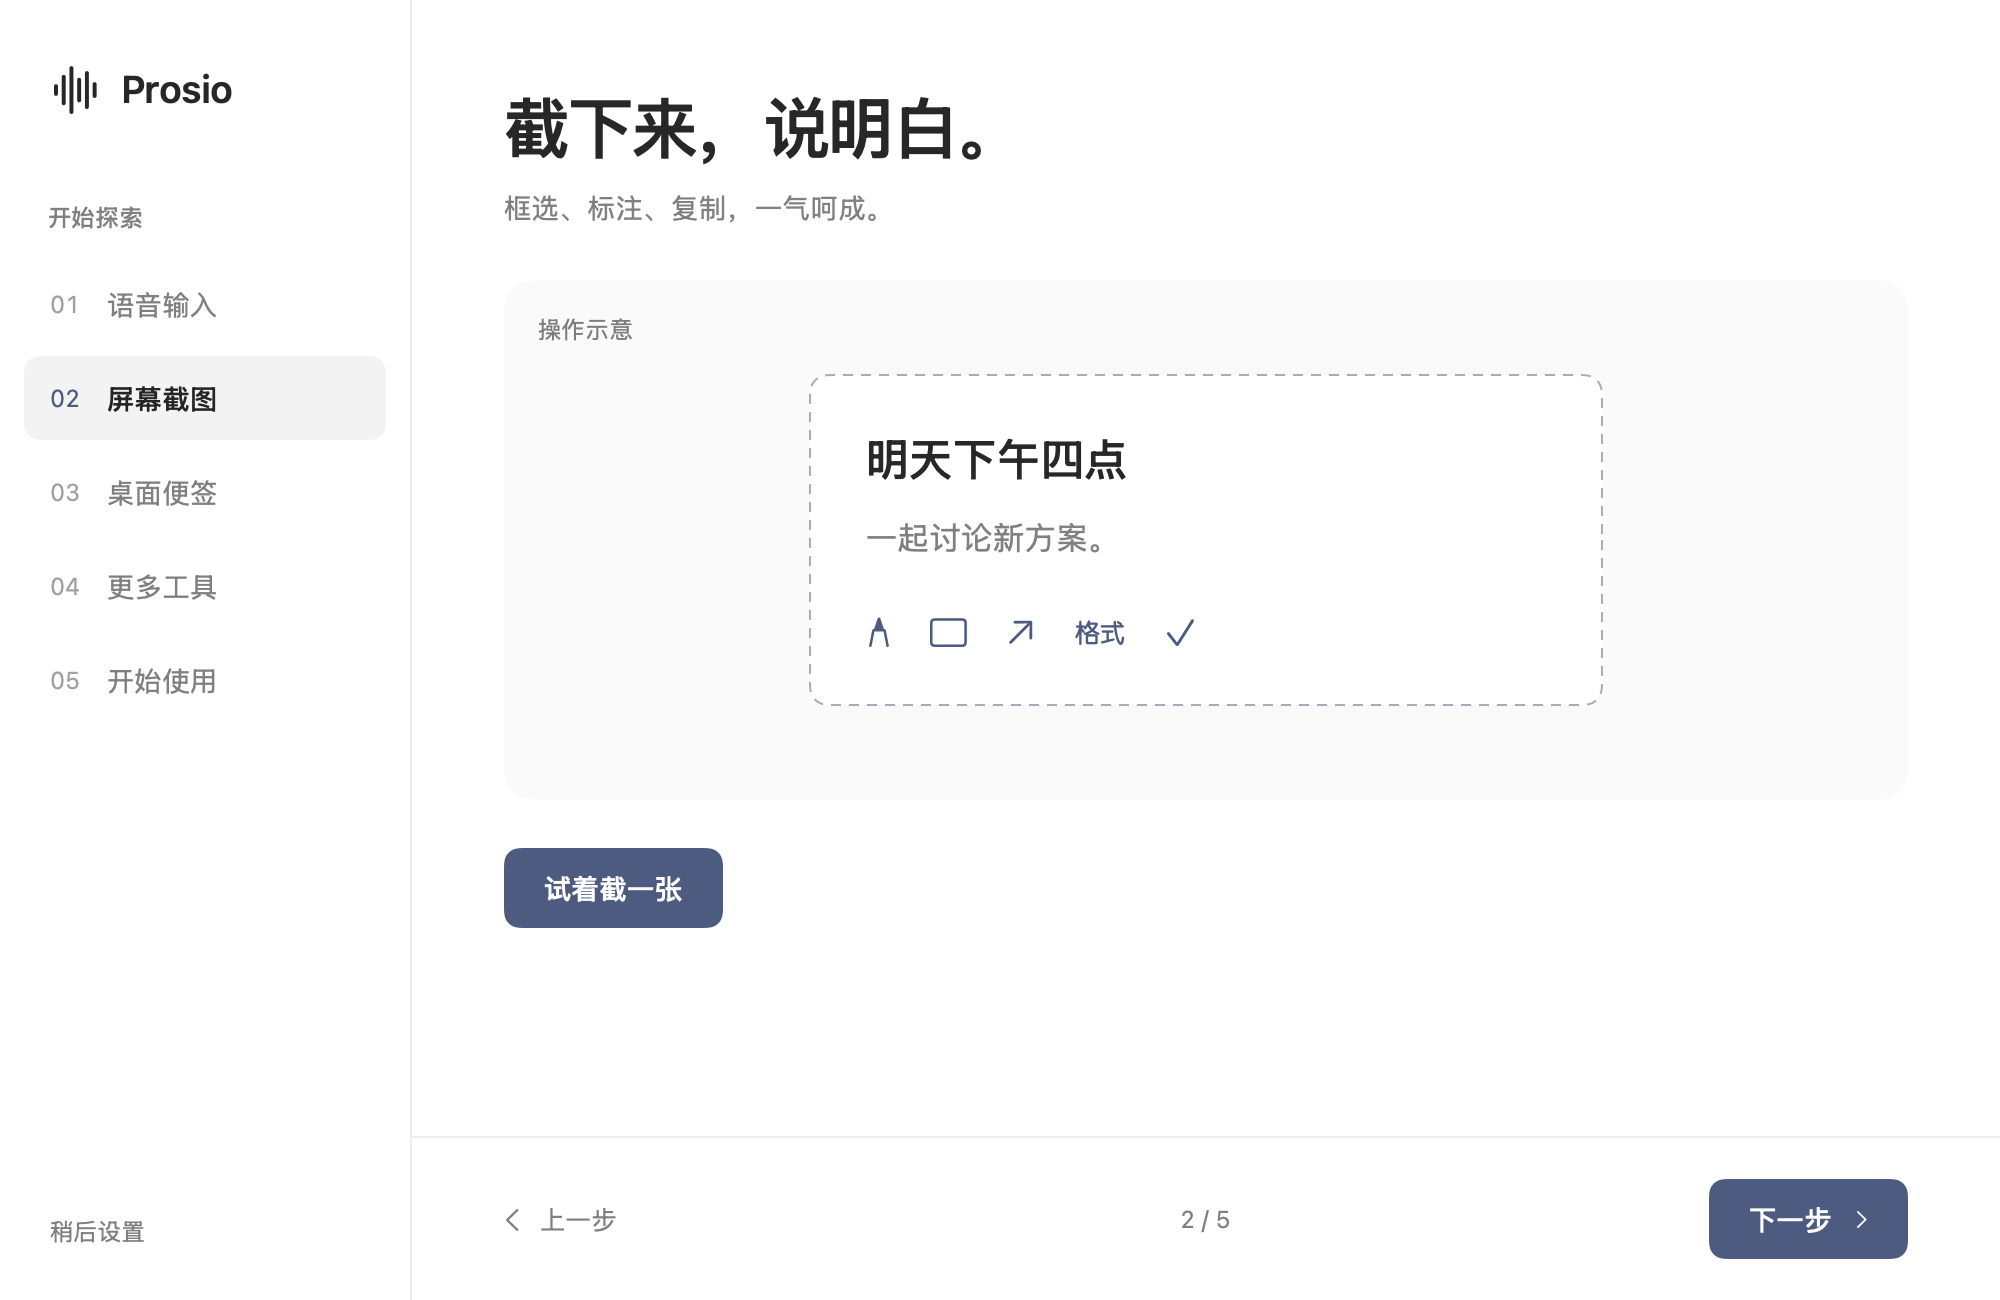 Prosio
开始探索
01 语音输入
02 屏幕截图
03 桌面便签
04 更多工具
05 开始使用
稍后设置
截下来，说明白。
框选、标注、复制，一气呵成。
操作示意
明天下午四点
一起讨论新方案。
格式
试着截一张
上一步
2 / 5
下一步